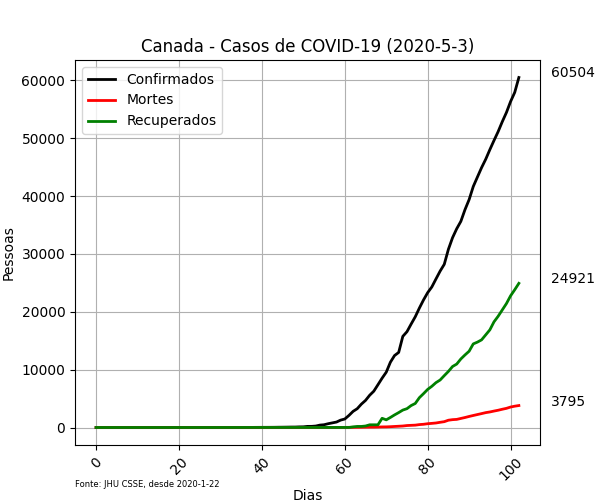 Canada - Casos de COVID-19 (2020-5-3)
Confirmados
Mortes
Recuperados
60504
24921
3795
Pessoas
60000
50000
40000
30000
20000
10000
0
0
20
40
60
80
100
Fonte: JHU CSSE, desde 2020-1-22
Dias